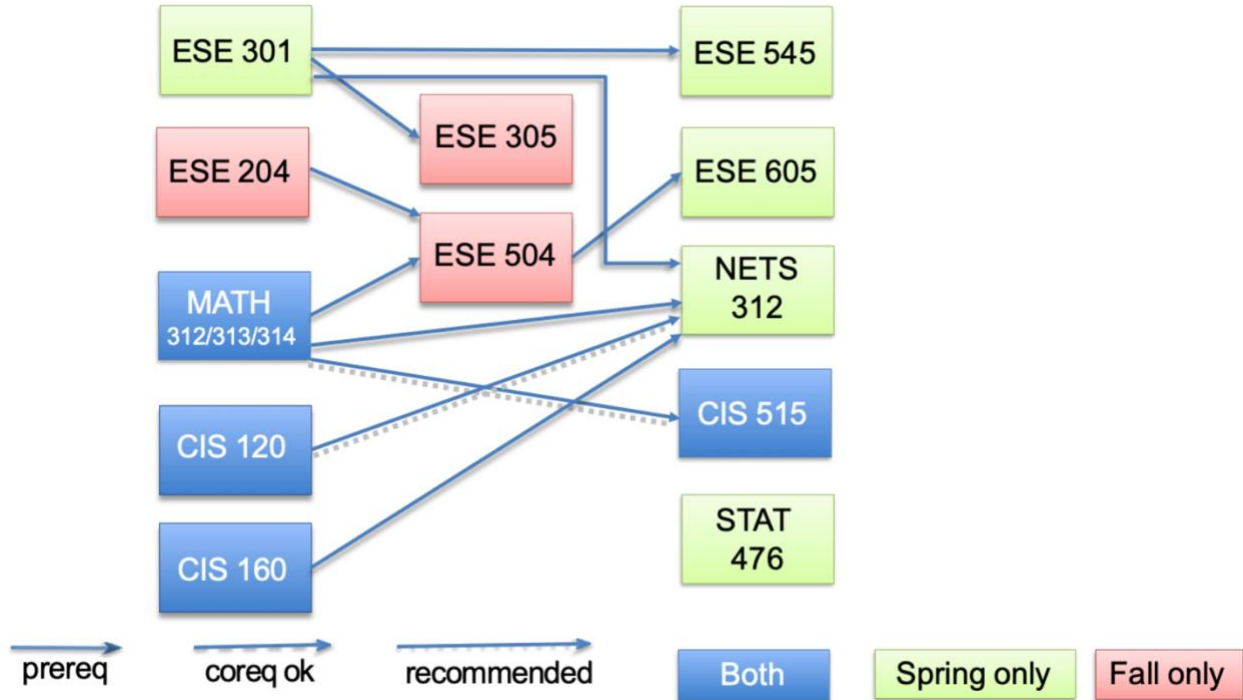 ESE 301
ESE 545
ESE 305
ESE 204
ESE 605
ESE 504
NETS
312
MATH
312/313/314
CIS 515
CIS 120
STAT
476
CIS 160
prereq
coreq ok
recommended
Both
Spring only
Fall only